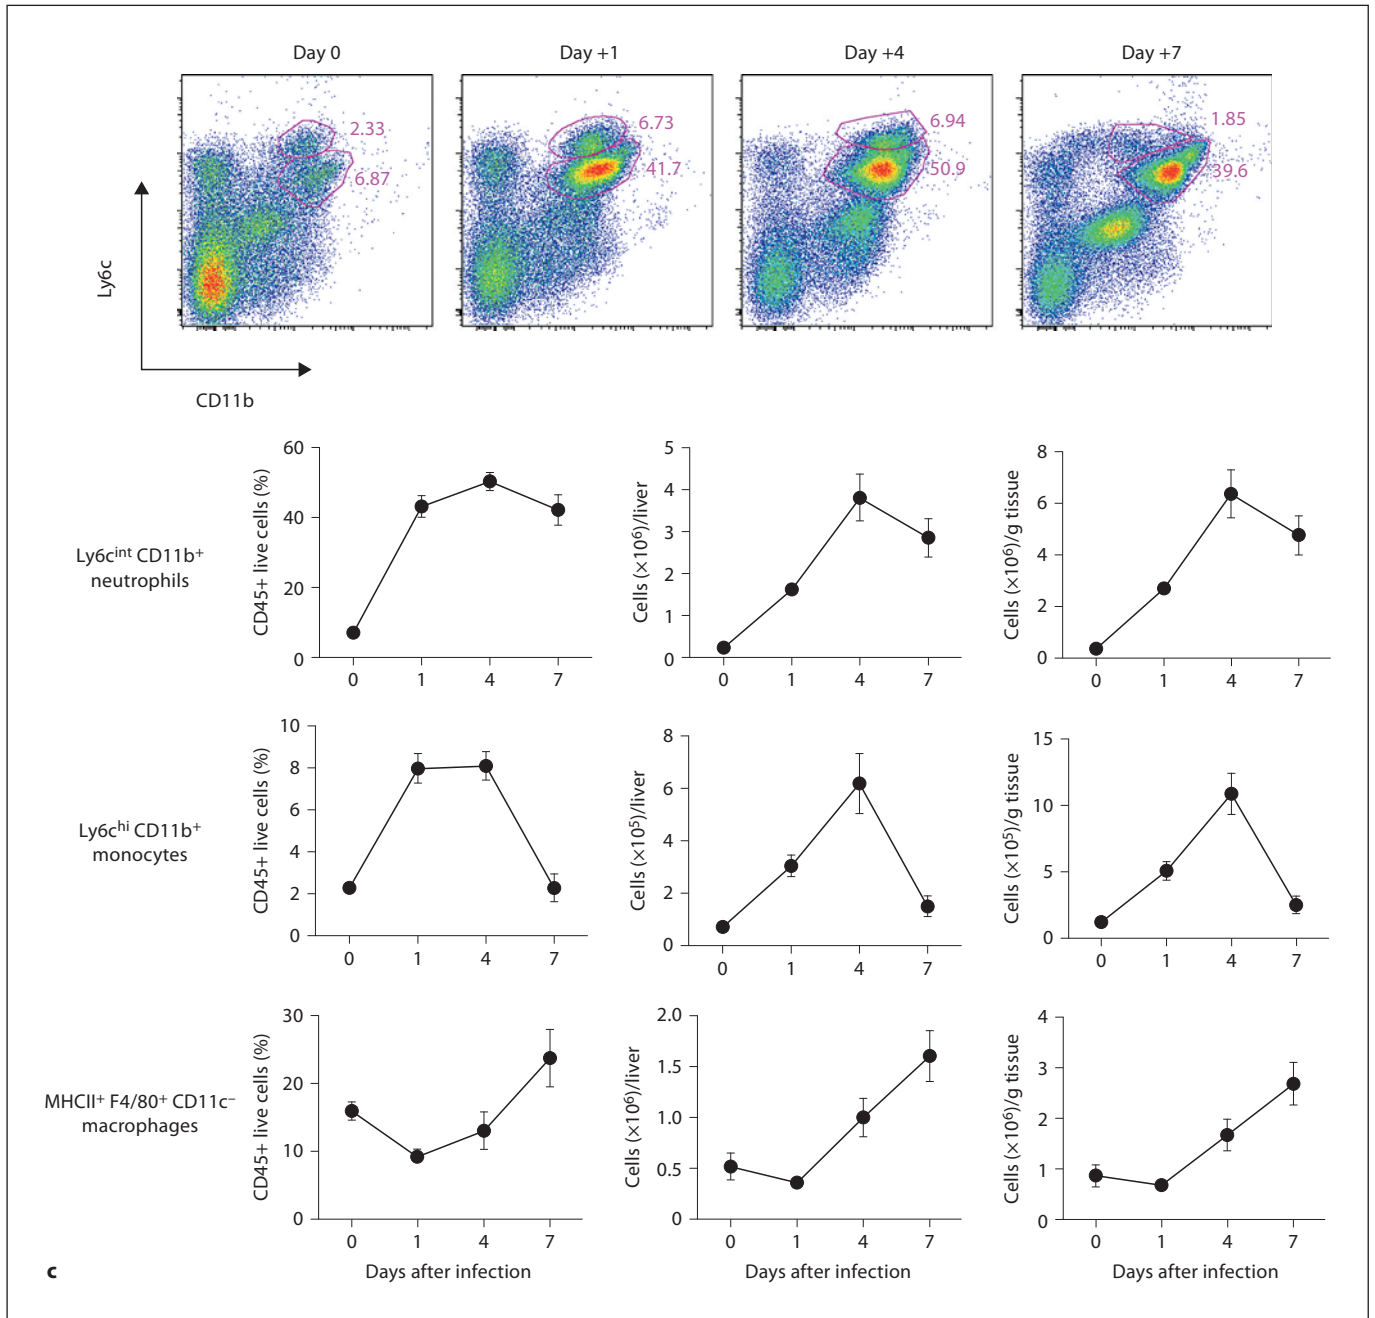 Day 0
Day +1
Day +4
Day +7
2.33
6.87
6.73
41.7
6.94
50.9
1.85
39.6
Ly6c
CD11b
Ly6c^int CD11b^+
neutrophils
CD45+ live cells (%)
60
40
20
0
0 1 4 7
Cells (×10^6)/liver
5
4
3
2
1
0
0 1 4 7
Cells (×10^6)/g tissue
8
6
4
2
0
0 1 4 7
Ly6c^hi CD11b^+
monocytes
CD45+ live cells (%)
10
8
6
4
2
0
0 1 4 7
Cells (×10^5)/liver
8
6
4
2
0
0 1 4 7
Cells (×10^5)/g tissue
15
10
5
0
0 1 4 7
MHCII^+ F4/80^+ CD11c^–
macrophages
CD45+ live cells (%)
30
20
10
0
0 1 4 7
Days after infection
Cells (×10^6)/liver
2.0
1.5
1.0
0.5
0
0 1 4 7
Days after infection
Cells (×10^6)/g tissue
4
3
2
1
0
0 1 4 7
Days after infection
c